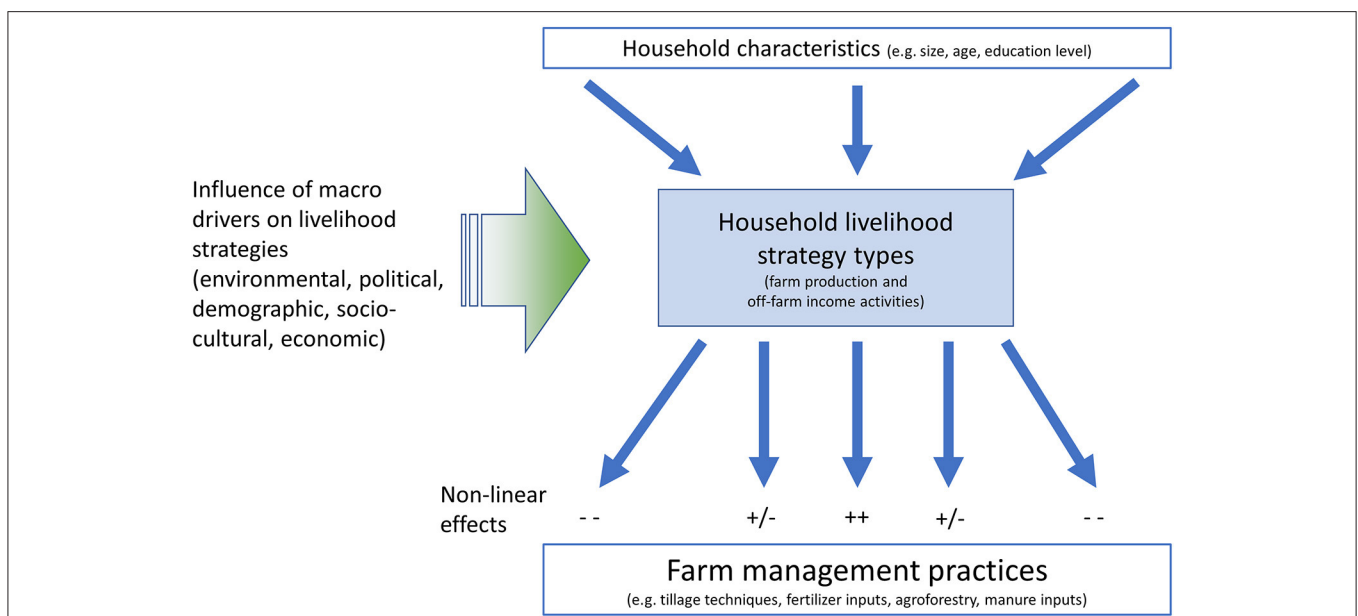 Household characteristics (e.g. size, age, education level)
Influence of macro
drivers on livelihood
strategies
(environmental, political,
demographic, socio-
cultural, economic)
Household livelihood
strategy types
(farm production and
off-farm income activities)
Non-linear
effects
- - +/- ++ +/- - -
Farm management practices
(e.g. tillage techniques, fertilizer inputs, agroforestry, manure inputs)